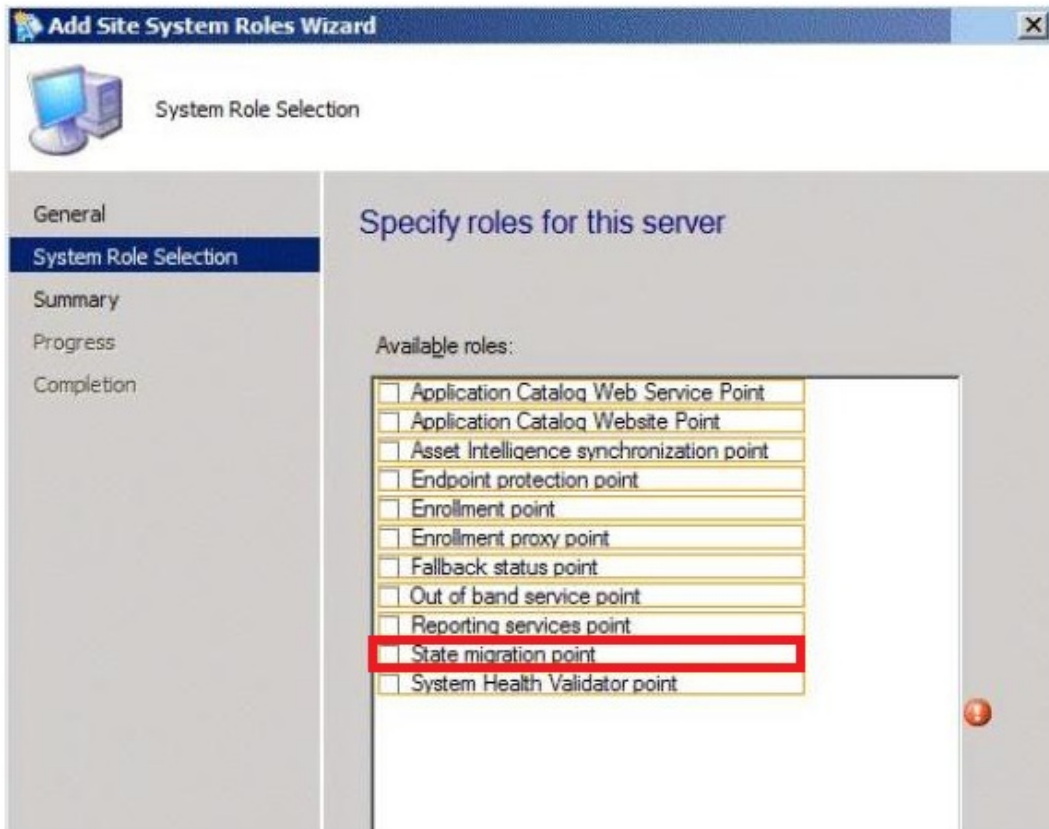 Add Site System Roles Wizard
System Role Selection
General
System Role Selection
Summary
Progress
Completion
Specify roles for this server
Available roles:
Application Catalog Web Service Point
Application Catalog Website Point
Asset Intelligence synchronization point
Endpoint protection point
Enrollment point
Enrollment proxy point
Fallback status point
Out of band service point
Reporting services point
State migration point
System Health Validator point